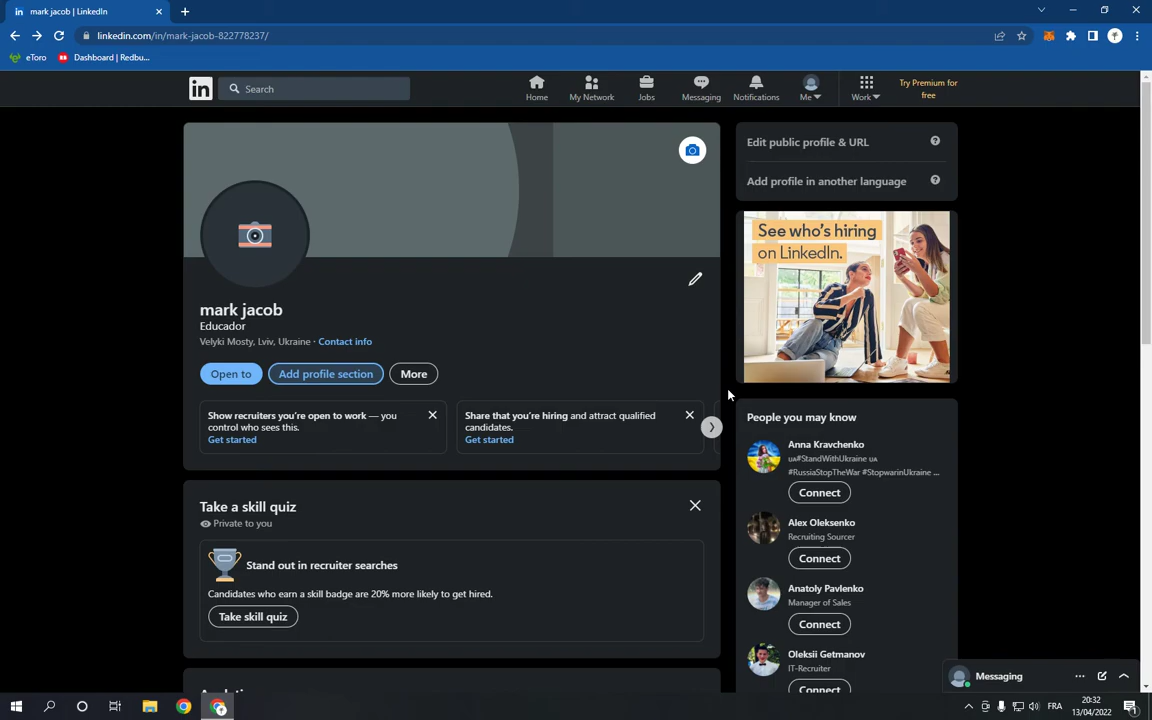 mark jacob | LinkedIn
linkedin.com/in/mark-jacob-822778237/
eToro
Dashboard | Redbu...
in
Search
Home
My Network
Jobs
Messaging
Notifications
Me
Work
Try Premium for
free
mark jacob
Educador
Velyki Mosty, Lviv, Ukraine · Contact info
Open to
Add profile section
More
Show recruiters you're open to work — you
control who sees this.
Get started
Share that you're hiring and attract qualified
candidates.
Get started
Take a skill quiz
Private to you
Stand out in recruiter searches
Candidates who earn a skill badge are 20% more likely to get hired.
Take skill quiz
Edit public profile & URL
Add profile in another language
See who's hiring
on LinkedIn.
People you may know
Anna Kravchenko
UA#StandWithUkraine UA
#RussiaStopTheWar #StopwarinUkraine ...
Connect
Alex Oleksenko
Recruiting Sourcer
Connect
Anatoly Pavlenko
Manager of Sales
Connect
Oleksii Getmanov
IT-Recruiter
Connect
Messaging
FRA
20:32
13/04/2022